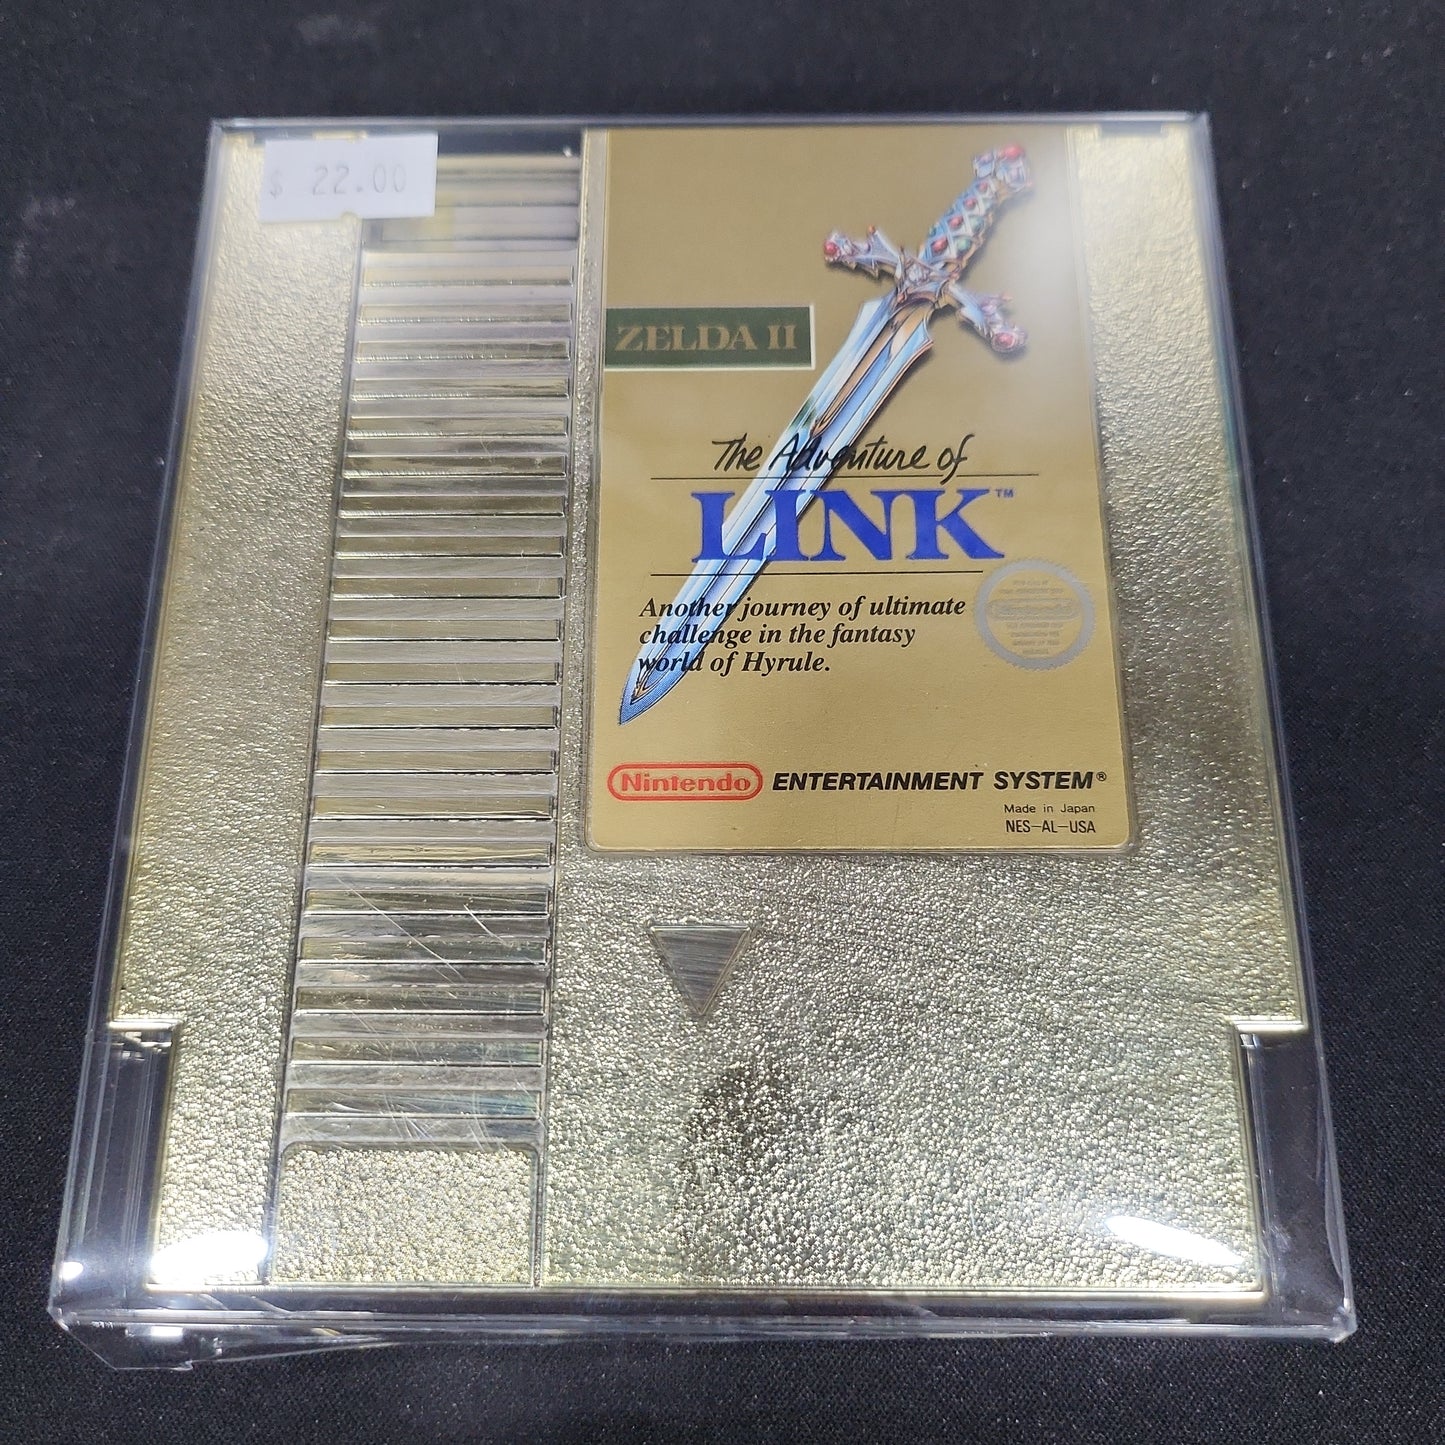 $ 22.00
ZELDA II
The Adventure of
LINK™
Another journey of ultimate
challenge in the fantasy
world of Hyrule.
Nintendo ENTERTAINMENT SYSTEM®
Made in Japan
NES-AL-USA